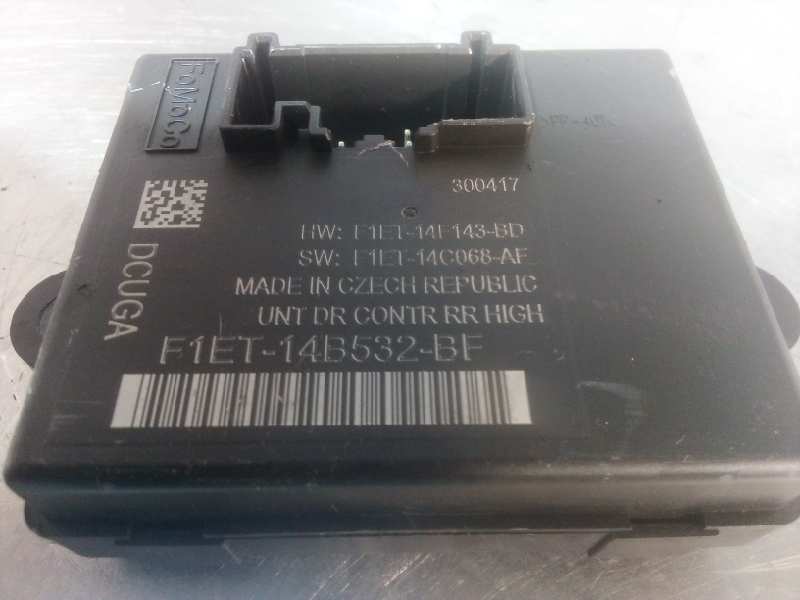 FoMoCo
300417
DCUGA
HW: F1ET-14F143-BD
SW: F1ET-14C068-AF
MADE IN CZECH REPUBLIC
UNT DR CONTR RR HIGH
F1ET-14B532-BF